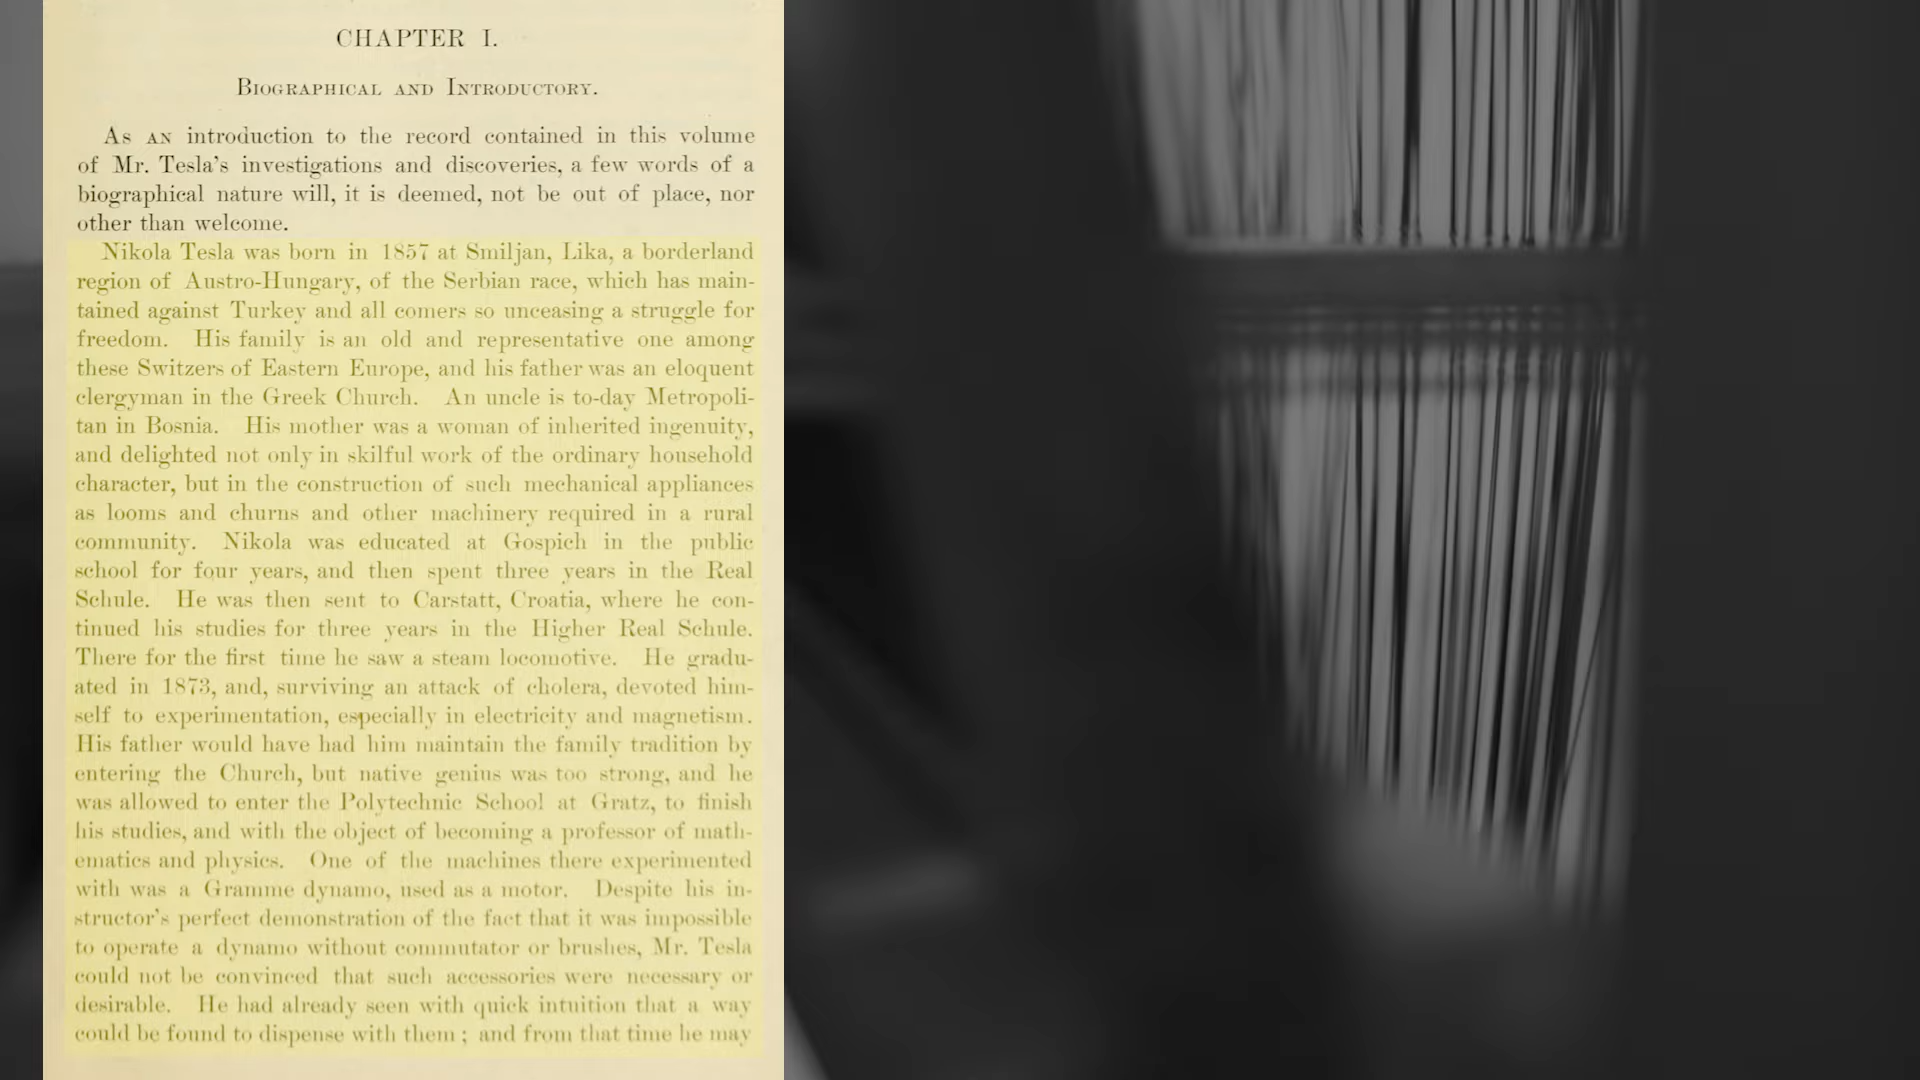 CHAPTER I.
Biographical and Introductory.
As an introduction to the record contained in this volume
of Mr. Tesla's investigations and discoveries, a few words of a
biographical nature will, it is deemed, not be out of place, nor
other than welcome.
Nikola Tesla was born in 1857 at Smiljan, Lika, a borderland
region of Austro-Hungary, of the Serbian race, which has main-
tained against Turkey and all comers so unceasing a struggle for
freedom. His family is an old and representative one among
these Switzers of Eastern Europe, and his father was an eloquent
clergyman in the Greek Church. An uncle is to-day Metropoli-
tan in Bosnia. His mother was a woman of inherited ingenuity,
and delighted not only in skilful work of the ordinary household
character, but in the construction of such mechanical appliances
as looms and churns and other machinery required in a rural
community. Nikola was educated at Gospich in the public
school for four years, and then spent three years in the Real
Schule. He was then sent to Carstatt, Croatia, where he con-
tinued his studies for three years in the Higher Real Schule.
There for the first time he saw a steam locomotive. He gradu-
ated in 1873, and, surviving an attack of cholera, devoted him-
self to experimentation, especially in electricity and magnetism.
His father would have had him maintain the family tradition by
entering the Church, but native genius was too strong, and he
was allowed to enter the Polytechnic School at Gratz, to finish
his studies, and with the object of becoming a professor of math-
ematics and physics. One of the machines there experimented
with was a Gramme dynamo, used as a motor. Despite his in-
structor's perfect demonstration of the fact that it was impossible
to operate a dynamo without commutator or brushes, Mr. Tesla
could not be convinced that such accessories were necessary or
desirable. He had already seen with quick intuition that a way
could be found to dispense with them ; and from that time he may